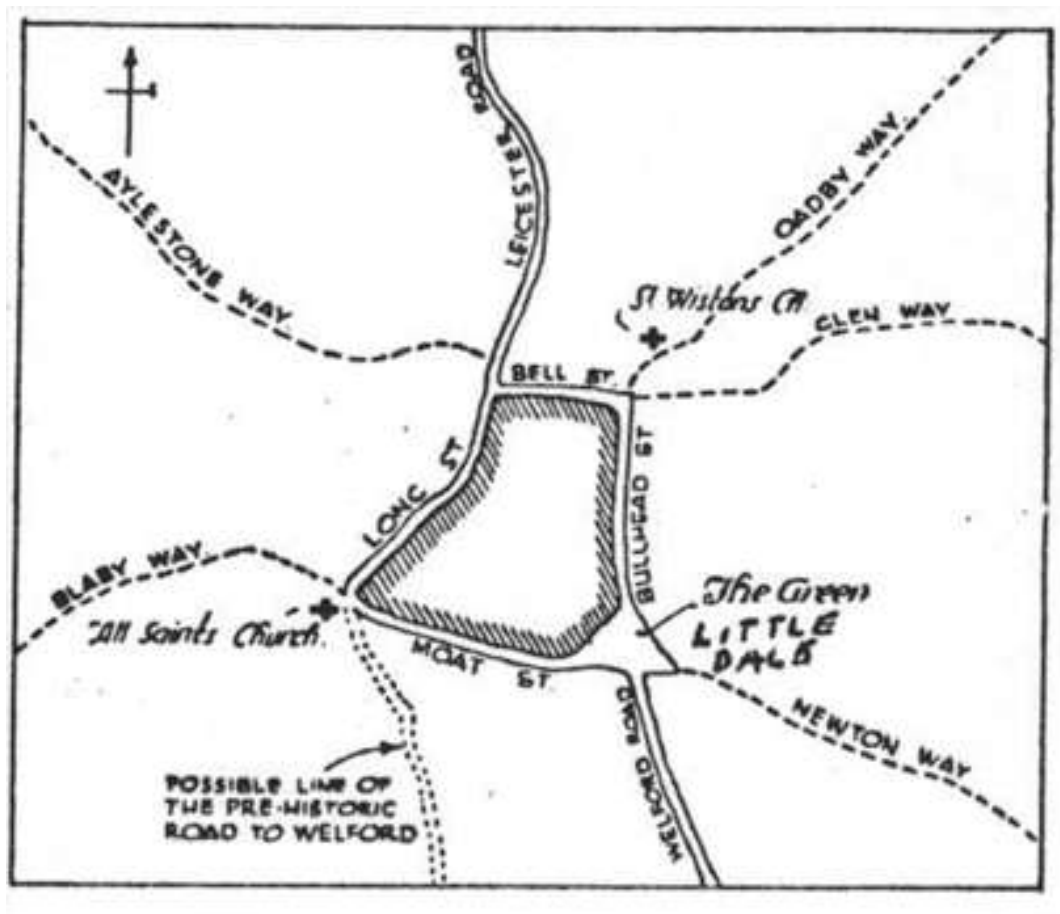 LEICESTER ROAD
OADBY WAY.
AYLESTONE WAY
St Wistans Ch.
GLEN WAY
BELL ST.
LONG ST
BULLHEAD ST
BLABY WAY
The Green
LITTLE
DALE
All Saints Church.
MOAT ST.
NEWTON WAY
WELFORD ROAD
POSSIBLE LINE OF
THE PRE-HISTORIC
ROAD TO WELFORD